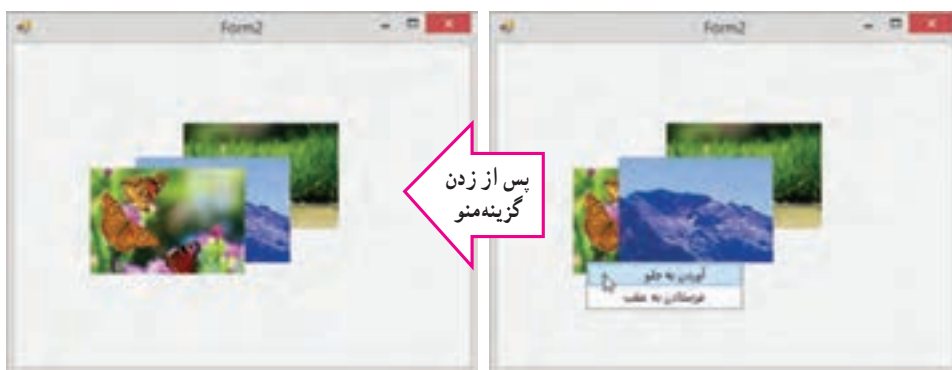 Form2
Form2
پس از زدن
گزینه‌منو
آوردن به جلو
فرستادن به عقب